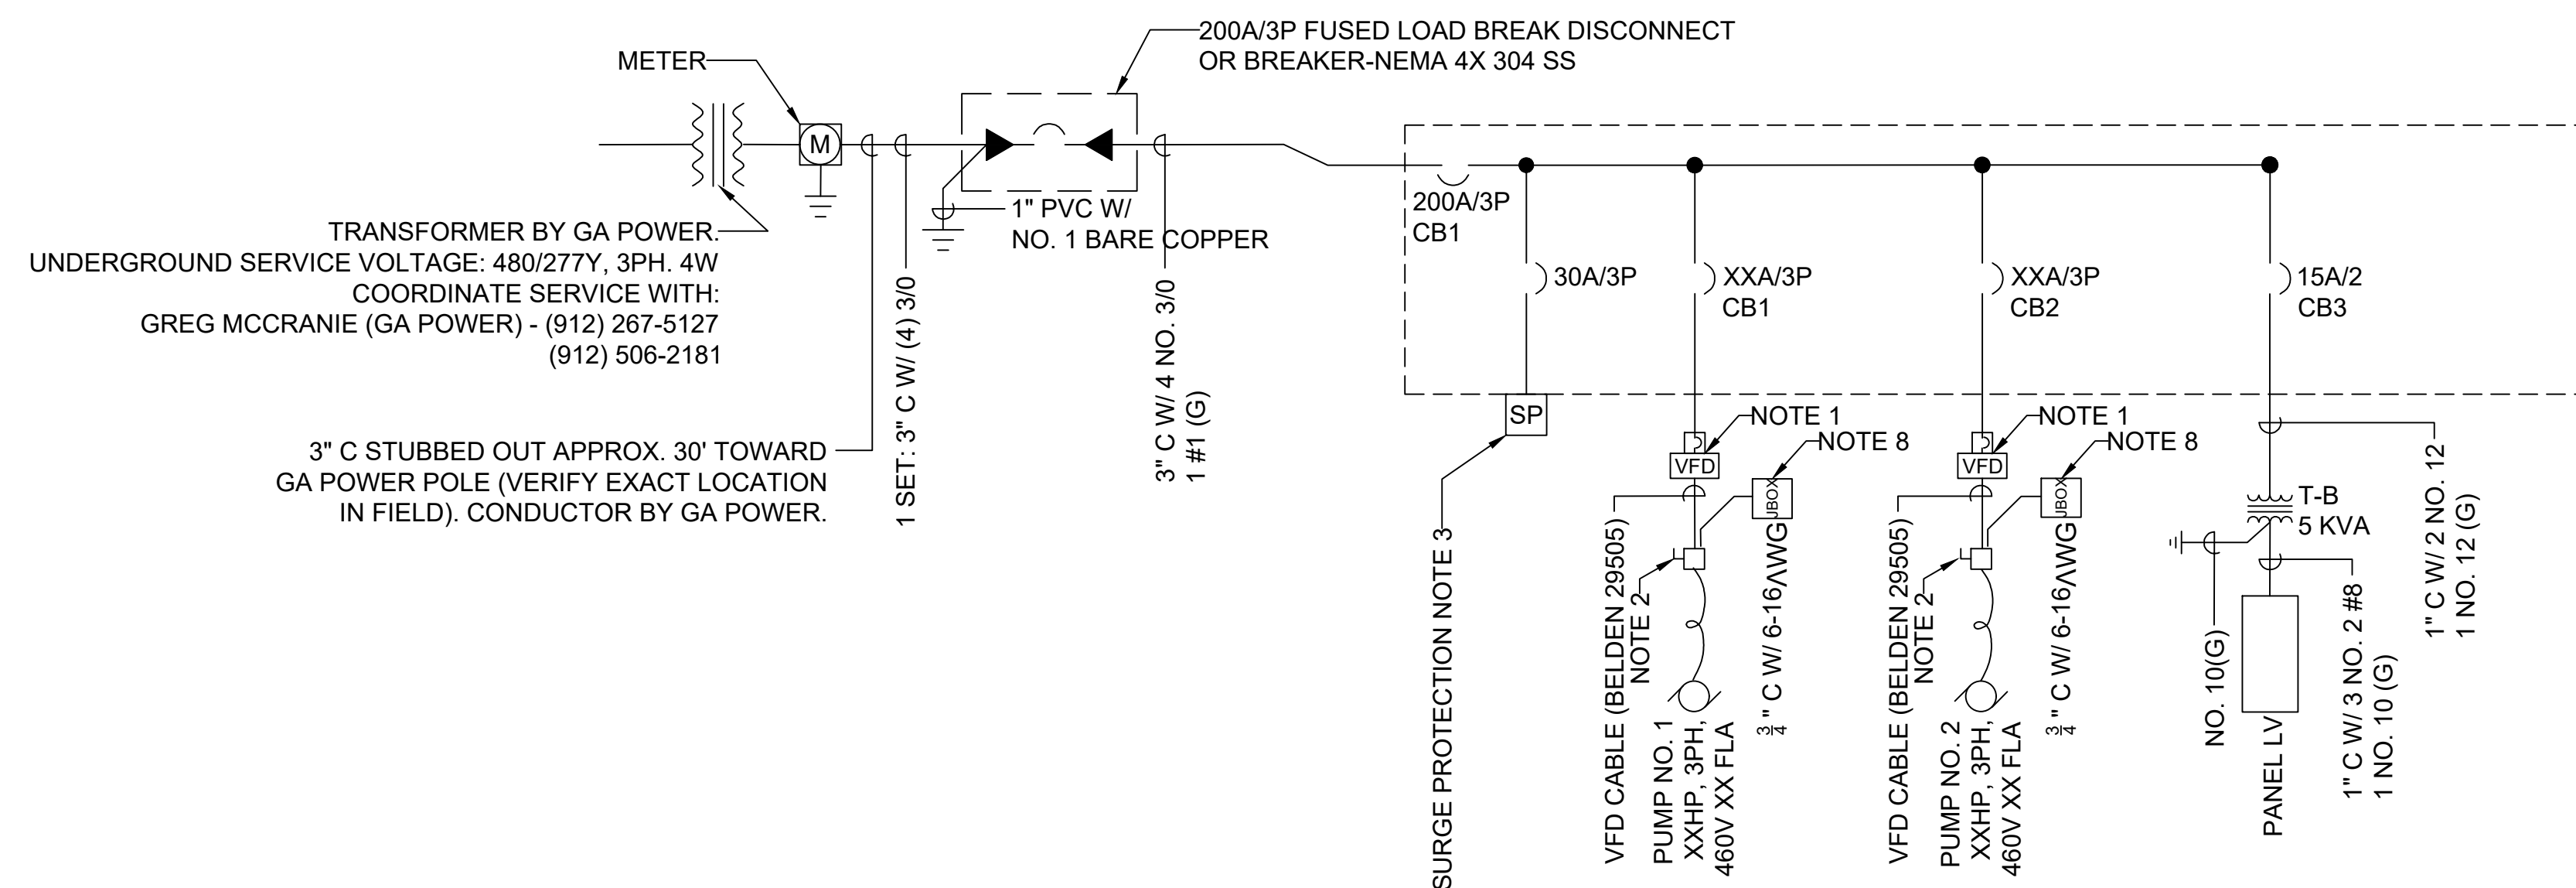 200A/3P FUSED LOAD BREAK DISCONNECT
OR BREAKER-NEMA 4X 304 SS
METER
M
TRANSFORMER BY GA POWER.
UNDERGROUND SERVICE VOLTAGE: 480/277Y, 3PH. 4W
COORDINATE SERVICE WITH:
GREG MCCRANIE (GA POWER) - (912) 267-5127
(912) 506-2181
3" C STUBBED OUT APPROX. 30' TOWARD
GA POWER POLE (VERIFY EXACT LOCATION
IN FIELD). CONDUCTOR BY GA POWER.
1 SET: 3" C W/ (4) 3/0
1" PVC W/
NO. 1 BARE COPPER
3" C W/ 4 NO. 3/0
1 #1 (G)
200A/3P
CB1
30A/3P
XXA/3P
CB1
XXA/3P
CB2
15A/2
CB3
SP
SURGE PROTECTION NOTE 3
NOTE 1
NOTE 8
VFD
JBOX
VFD CABLE (BELDEN 29505)
NOTE 2
PUMP NO. 1
XXHP, 3PH,
460V XX FLA
3/4" C W/ 6-16AWG
NOTE 1
NOTE 8
VFD
JBOX
VFD CABLE (BELDEN 29505)
NOTE 2
PUMP NO. 2
XXHP, 3PH,
460V XX FLA
3/4" C W/ 6-16AWG
T-B
5 KVA
NO. 10(G)
PANEL LV
1" C W/ 3 NO. 2 #8
1 NO. 10 (G)
1" C W/ 2 NO. 12
1 NO. 12 (G)